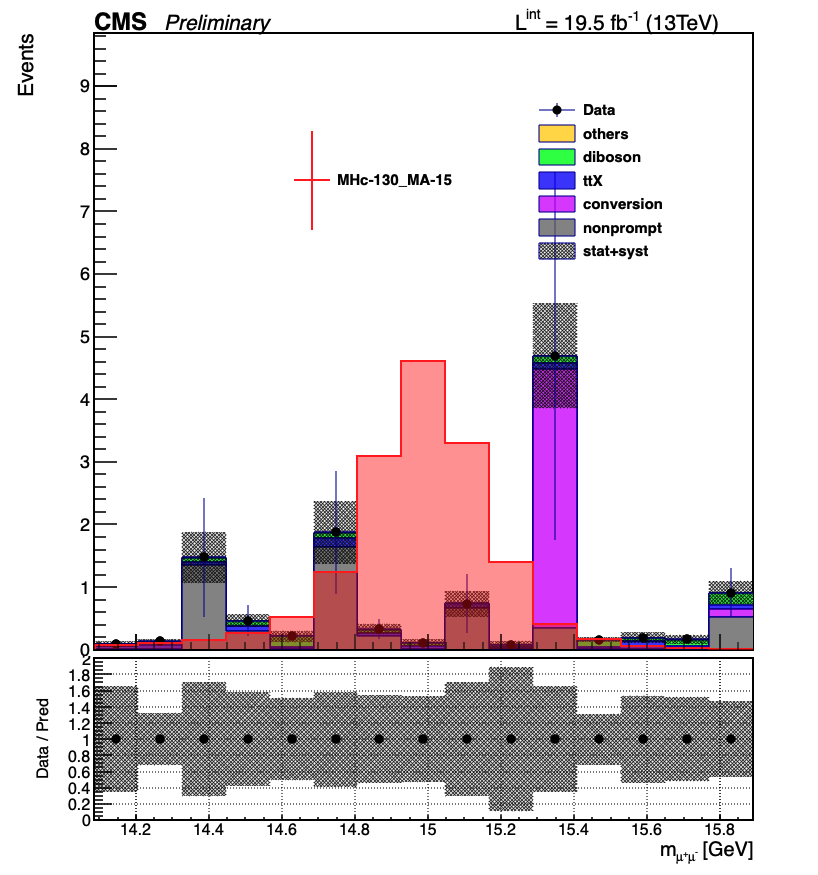 CMS Preliminary L^int = 19.5 fb^-1 (13TeV)
Events
9
8
7
6
5
4
3
2
1
0
Data
others
diboson
ttX
conversion
nonprompt
stat+syst
MHc-130_MA-15
Data / Pred
2
1.8
1.6
1.4
1.2
1
0.8
0.6
0.4
0.2
0
14.2 14.4 14.6 14.8 15 15.2 15.4 15.6 15.8
m_μ+μ- [GeV]